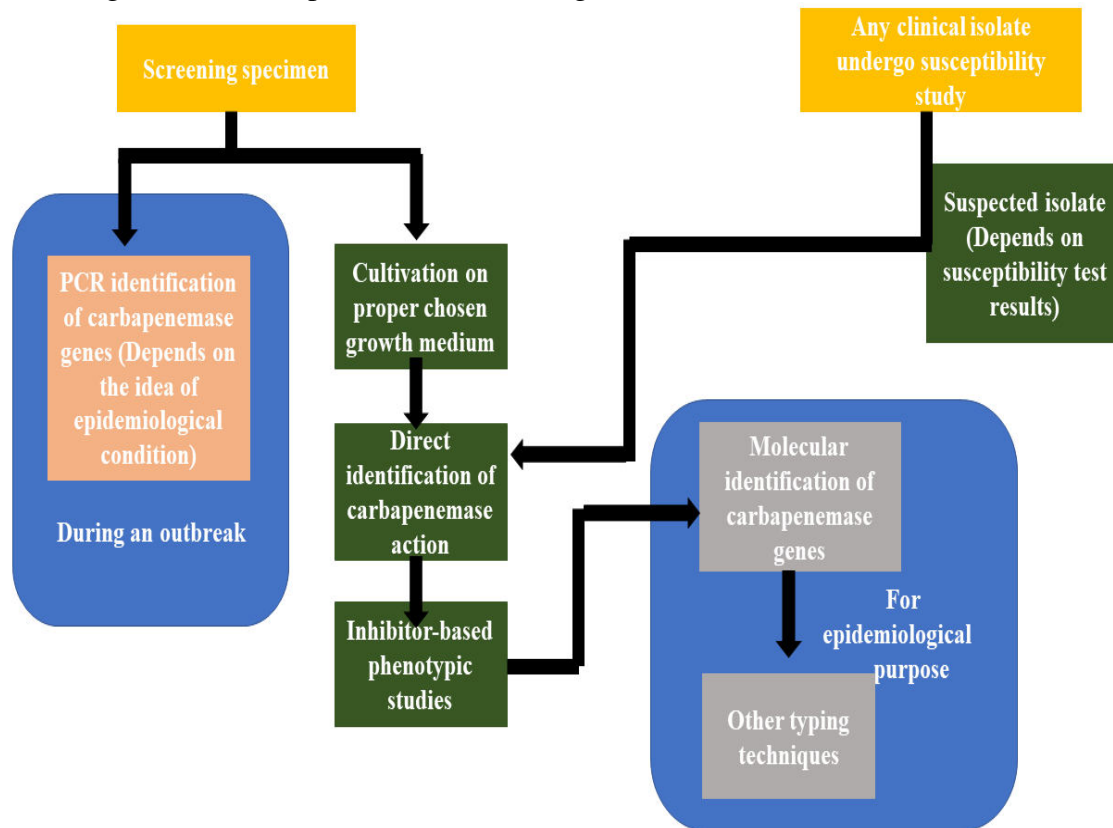 Screening specimen
Any clinical isolate
undergo susceptibility
study
PCR identification
of carbapenemase
genes (Depends on
the idea of
epidemiological
condition)
During an outbreak
Cultivation on
proper chosen
growth medium
Suspected isolate
(Depends on
susceptibility test
results)
Direct
identification of
carbapenemase
action
Inhibitor-based
phenotypic
studies
Molecular
identification of
carbapenemase
genes
For
epidemiological
purpose
Other typing
techniques